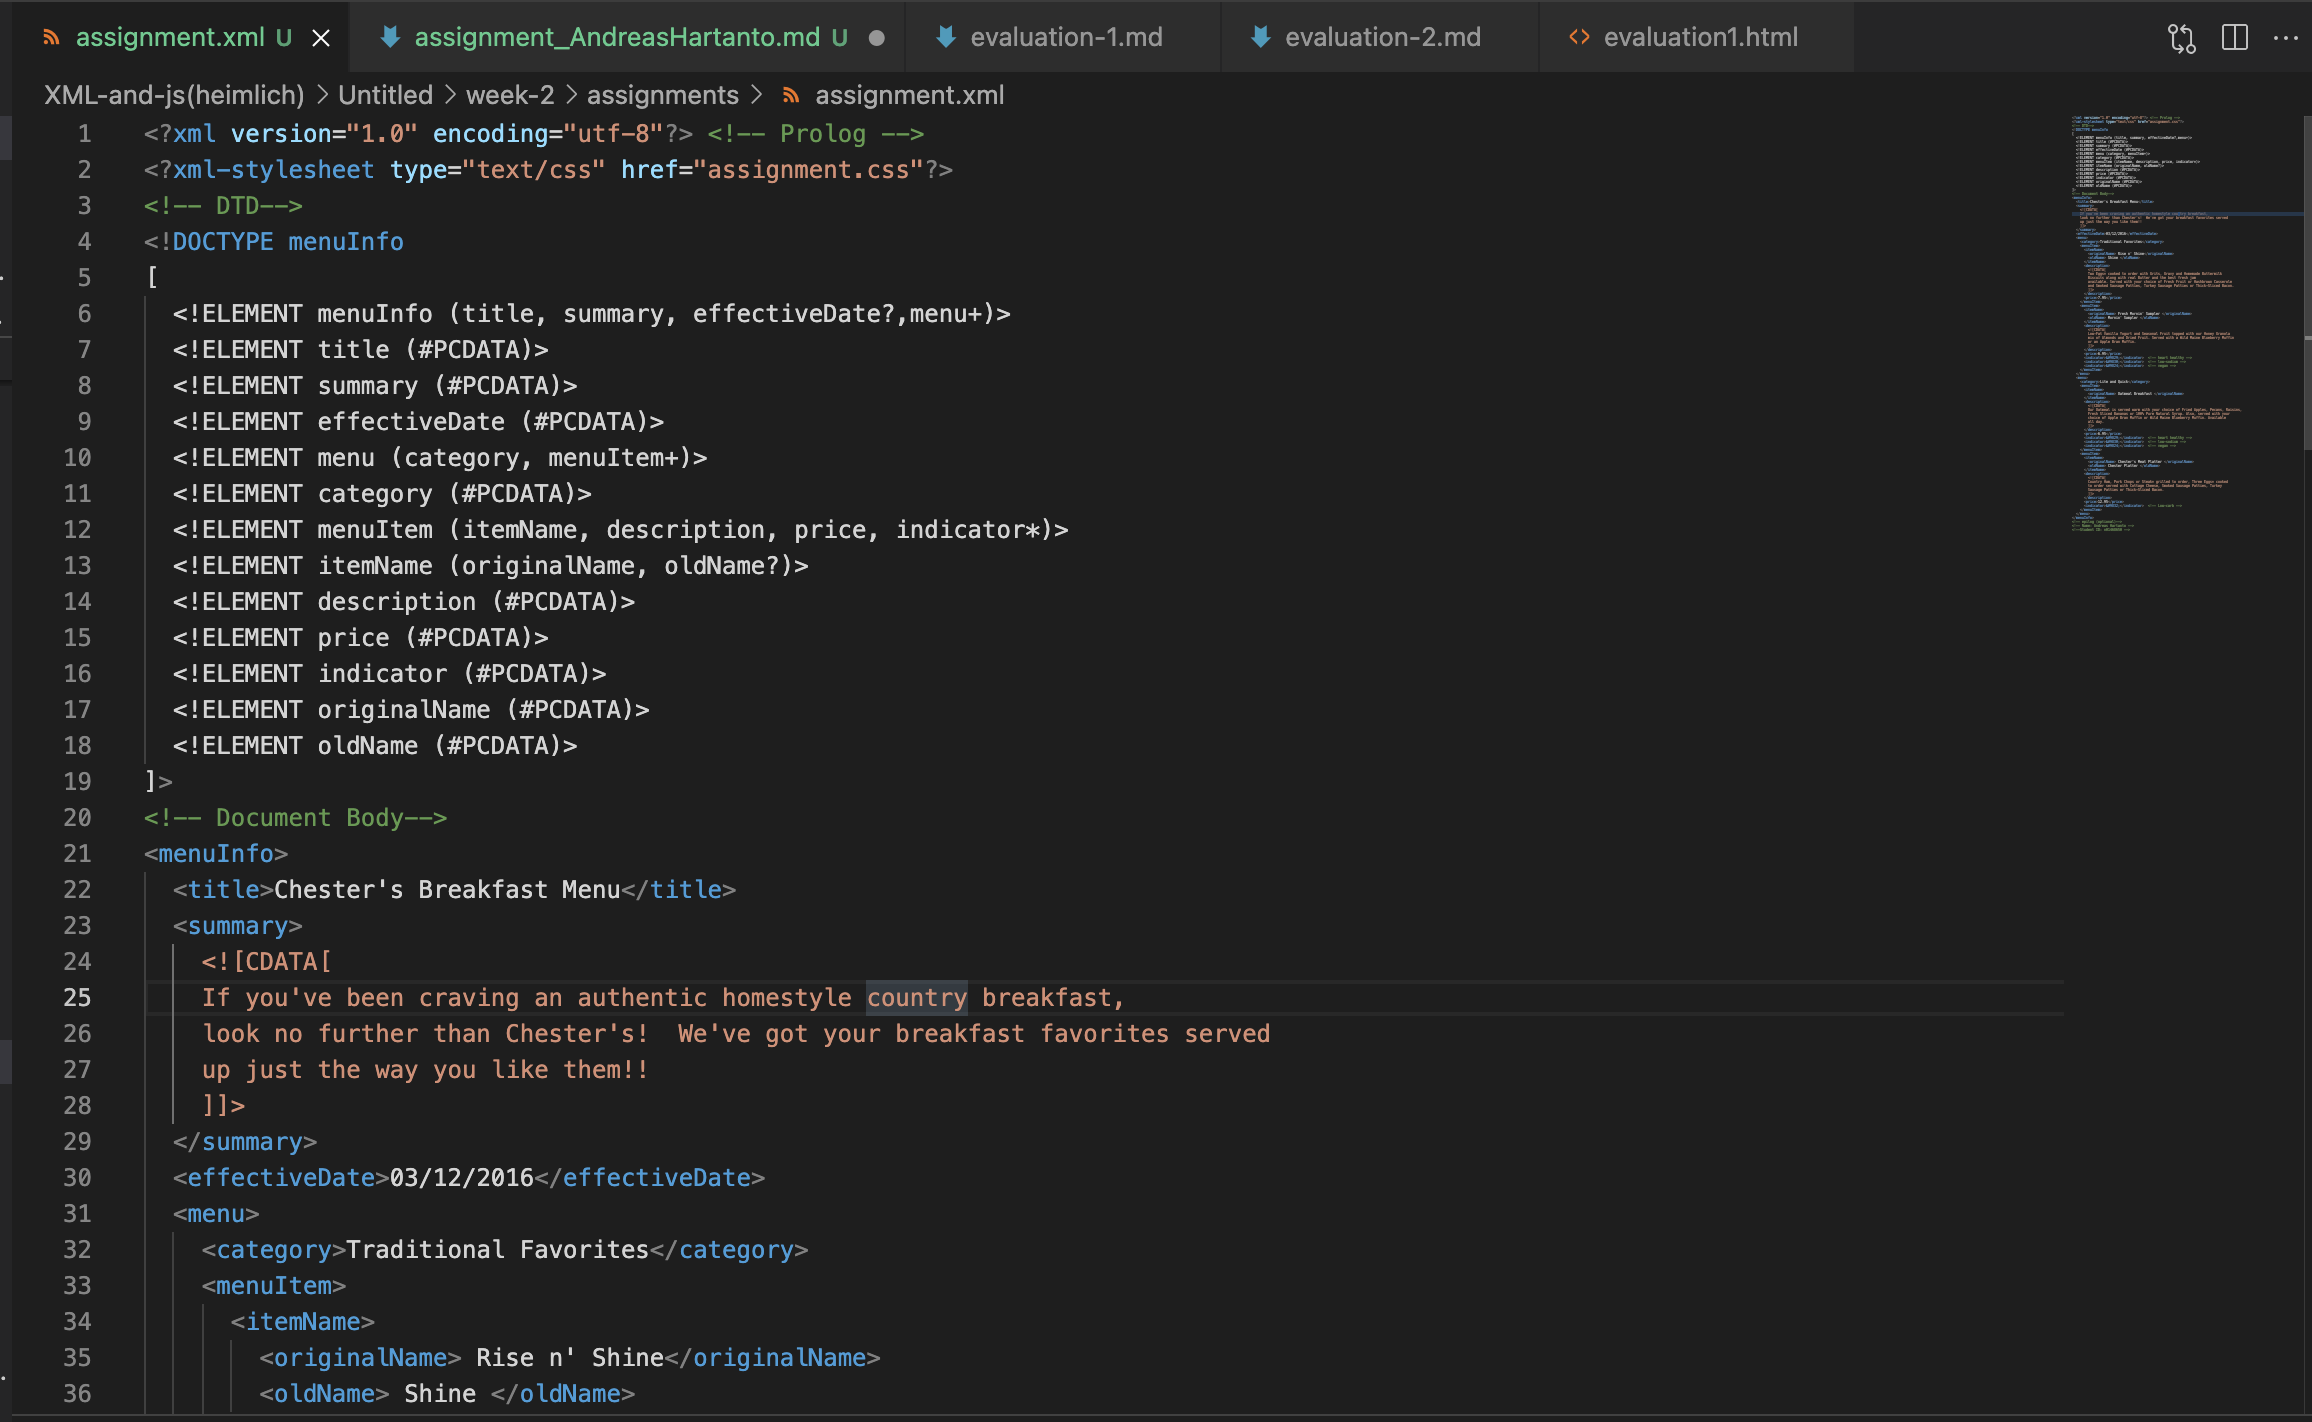 assignment.xml U
assignment_AndreasHartanto.md U
evaluation-1.md
evaluation-2.md
evaluation1.html
XML-and-js(heimlich) > Untitled > week-2 > assignments > assignment.xml
1 <?xml version="1.0" encoding="utf-8"?> <!-- Prolog -->
2 <?xml-stylesheet type="text/css" href="assignment.css"?>
3 <!-- DTD-->
4 <!DOCTYPE menuInfo
5 [
6 <!ELEMENT menuInfo (title, summary, effectiveDate?,menu+)>
7 <!ELEMENT title (#PCDATA)>
8 <!ELEMENT summary (#PCDATA)>
9 <!ELEMENT effectiveDate (#PCDATA)>
10 <!ELEMENT menu (category, menuItem+)>
11 <!ELEMENT category (#PCDATA)>
12 <!ELEMENT menuItem (itemName, description, price, indicator*)>
13 <!ELEMENT itemName (originalName, oldName?)>
14 <!ELEMENT description (#PCDATA)>
15 <!ELEMENT price (#PCDATA)>
16 <!ELEMENT indicator (#PCDATA)>
17 <!ELEMENT originalName (#PCDATA)>
18 <!ELEMENT oldName (#PCDATA)>
19 ]>
20 <!-- Document Body-->
21 <menuInfo>
22 <title>Chester's Breakfast Menu</title>
23 <summary>
24 <![CDATA[
25 If you've been craving an authentic homestyle country breakfast,
26 look no further than Chester's!  We've got your breakfast favorites served
27 up just the way you like them!!
28 ]]>
29 </summary>
30 <effectiveDate>03/12/2016</effectiveDate>
31 <menu>
32 <category>Traditional Favorites</category>
33 <menuItem>
34 <itemName>
35 <originalName> Rise n' Shine</originalName>
36 <oldName> Shine </oldName>